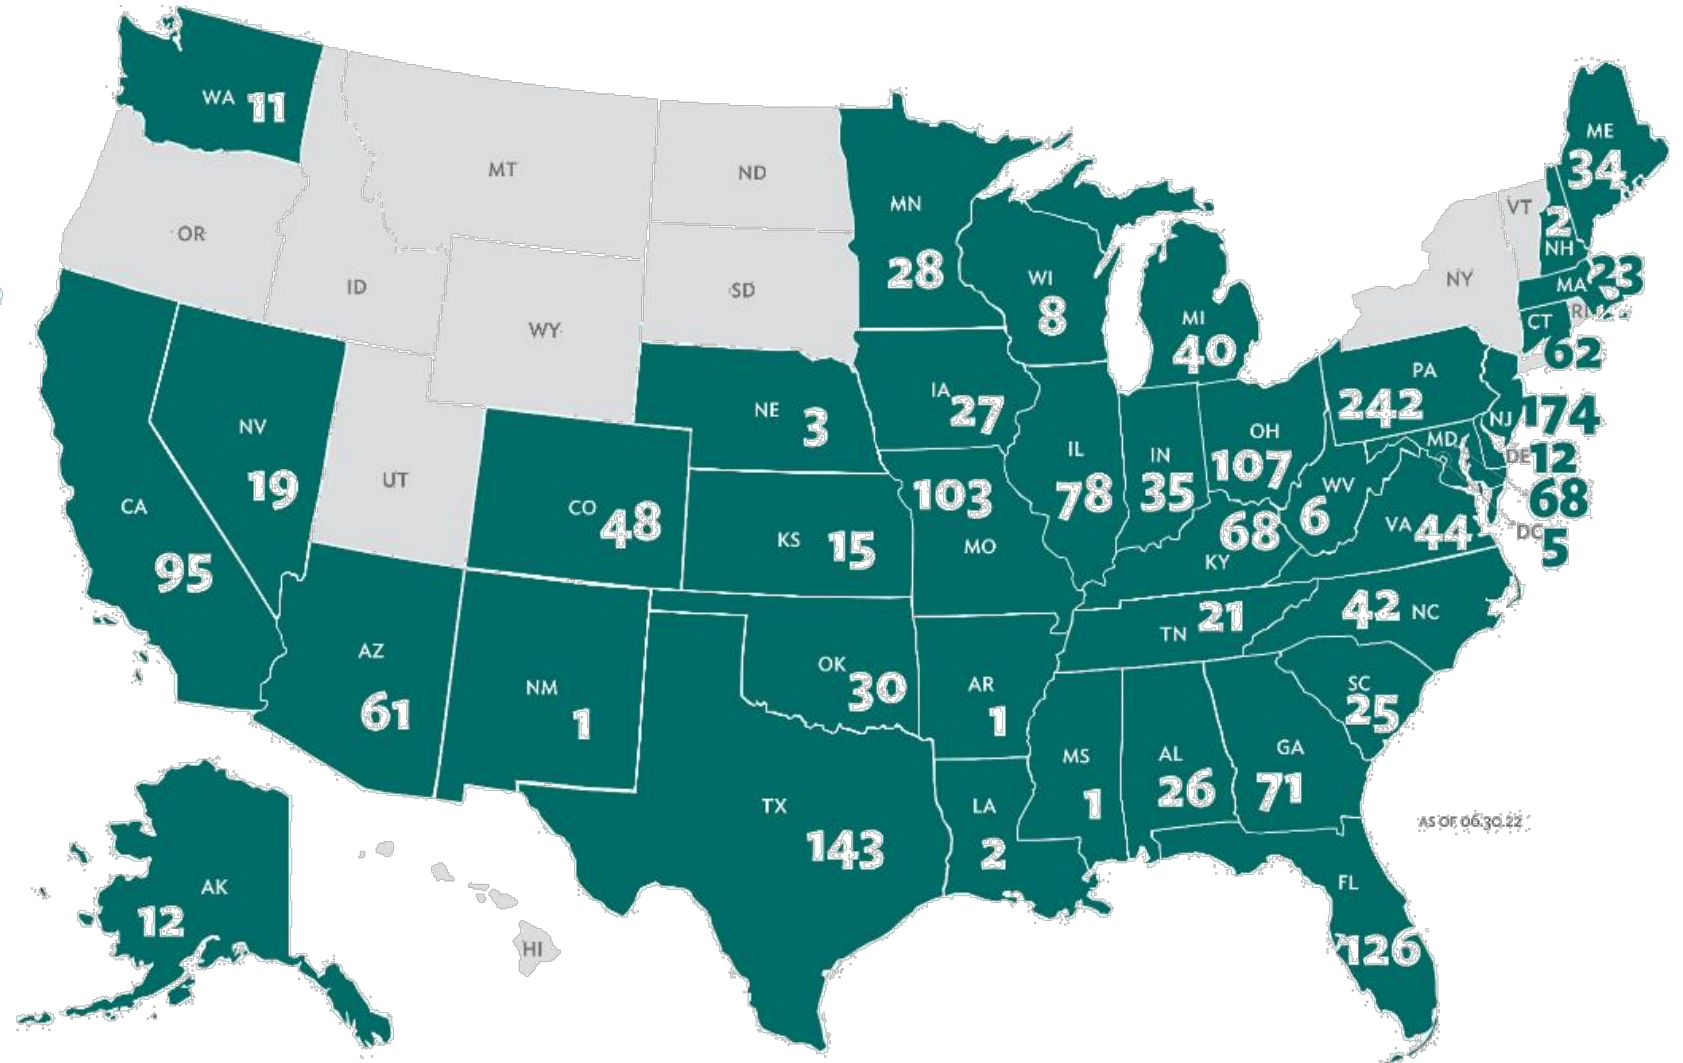 WA 11
MT
ND
OR
ID
WY
SD
MN
28
WI
8
MI
40
ME
34
VT
2
NH
NY
MA 23
RI
CT
62
PA
242
NJ 174
MD
DE 12
68
DC
5
NV
19
CA
95
UT
NE 3
IA 27
IL
78
IN
35
OH
107
WV
6
VA 44
CO 48
KS 15
103
MO
68
KY
21
TN
42 NC
AZ
61
NM
1
OK
30
AR
1
SC
25
MS
1
AL
26
GA
71
TX
143
LA
2
AS OF 06.30.22
FL
126
AK
12
HI